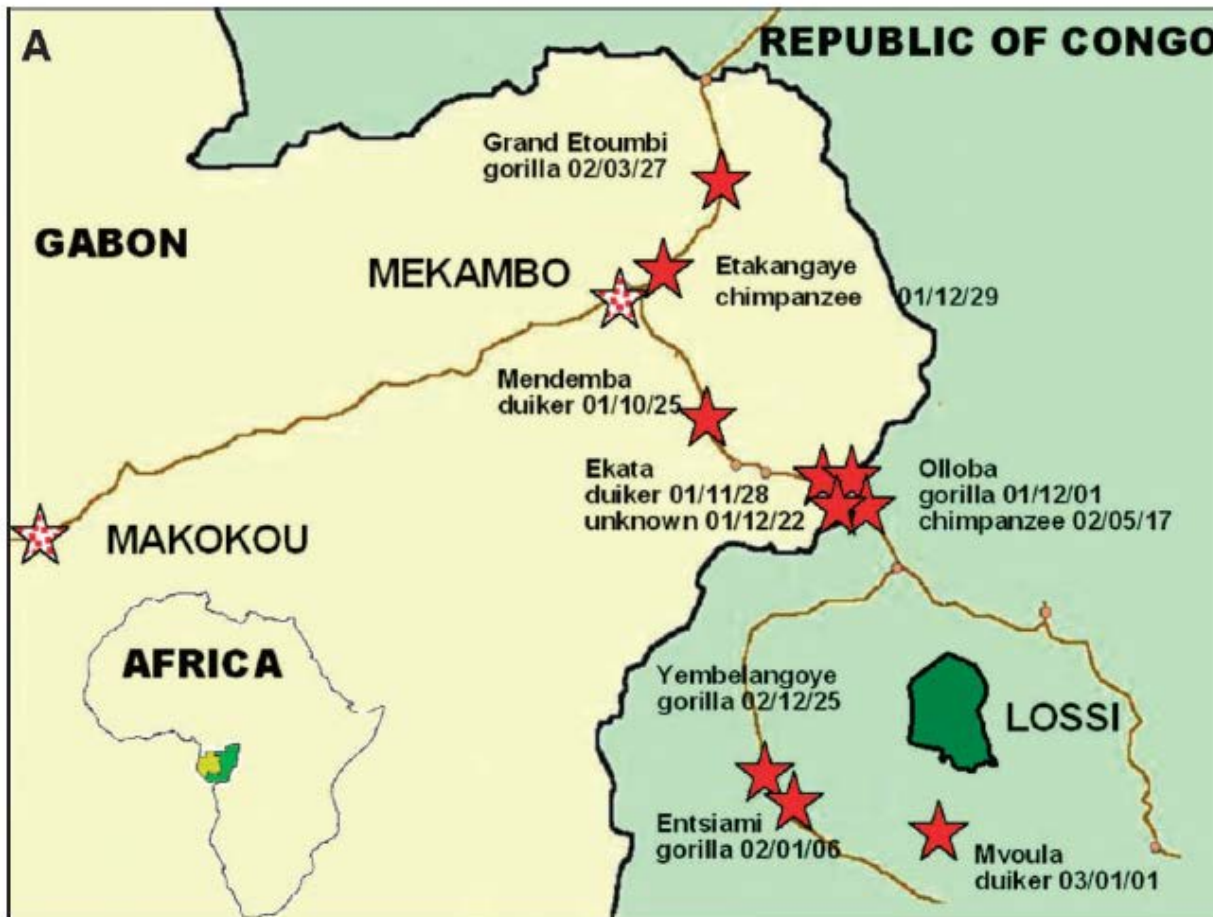 A
REPUBLIC OF CONGO
Grand Etoumbi
gorilla 02/03/27
GABON
MEKAMBO
Etakangaye
chimpanzee 01/12/29
Mendemba
duiker 01/10/25
Ekata
duiker 01/11/28
unknown 01/12/22
Olloba
gorilla 01/12/01
chimpanzee 02/05/17
MAKOKOU
AFRICA
Yembelangoye
gorilla 02/12/25
LOSSI
Entsiami
gorilla 02/01/06
Mvoula
duiker 03/01/01